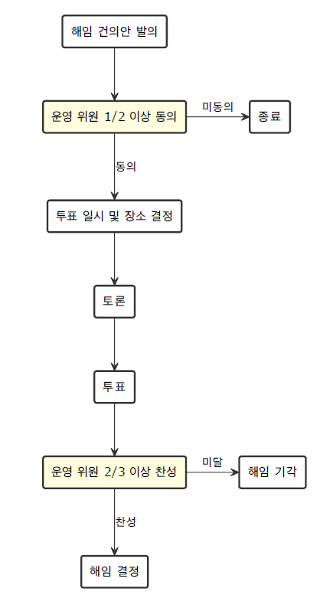 해임 건의안 발의
운영 위원 1/2 이상 동의
미동의
종료
동의
투표 일시 및 장소 결정
토론
투표
운영 위원 2/3 이상 찬성
미달
해임 기각
찬성
해임 결정